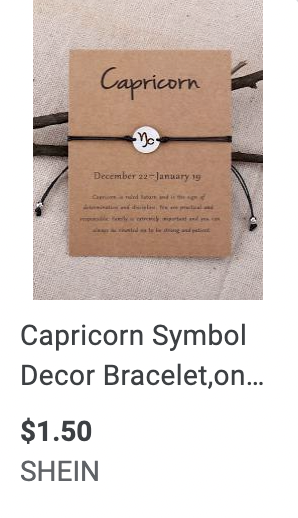 Capricorn
December 22-January 19
Capricorn is ruled Saturn and is the sign of
determination and discipline. You are practical and
responsible. Family is extremely important and you can
always be counted on to be strong and patient.
Capricorn Symbol
Decor Bracelet,on...
$1.50
SHEIN